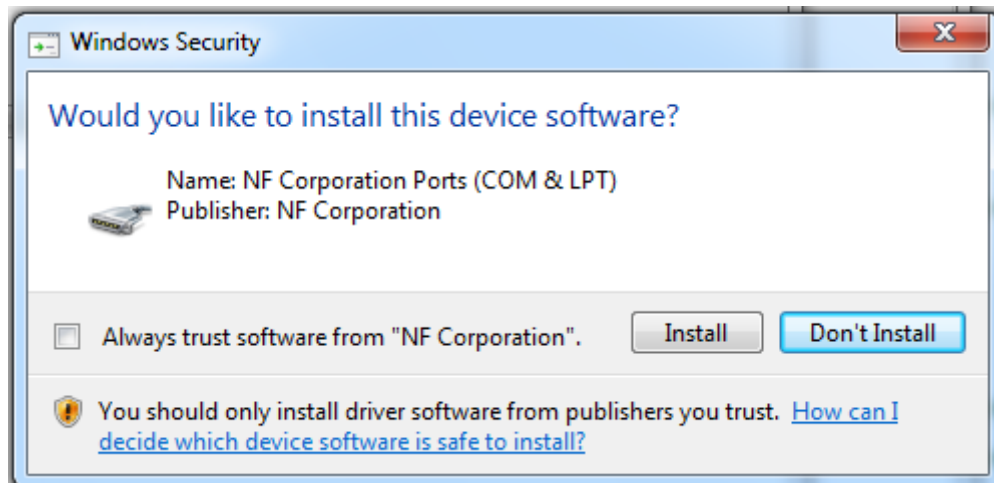 Windows Security
Would you like to install this device software?
Name: NF Corporation Ports (COM & LPT)
Publisher: NF Corporation
Always trust software from "NF Corporation".
Install
Don't Install
You should only install driver software from publishers you trust. How can I
decide which device software is safe to install?